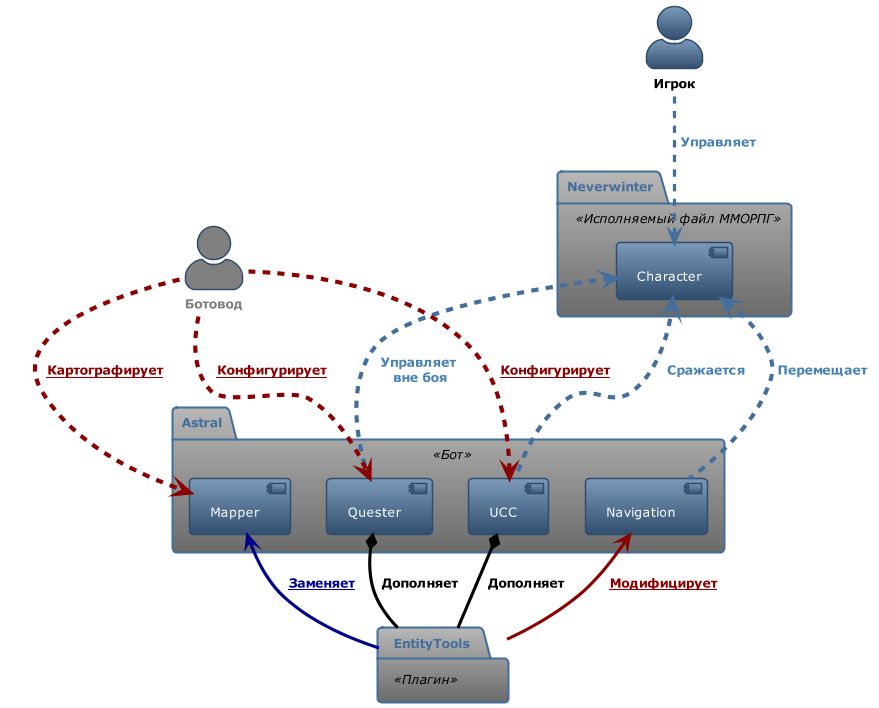 Игрок
Управляет
Neverwinter
«Исполняемый файл ММОРПГ»
Character
Ботовод
Картографирует
Конфигурирует
Управляет
вне боя
Конфигурирует
Сражается
Перемещает
Astral
«Бот»
Mapper
Quester
UCC
Navigation
Заменяет
Дополняет
Дополняет
Модифицирует
EntityTools
«Плагин»